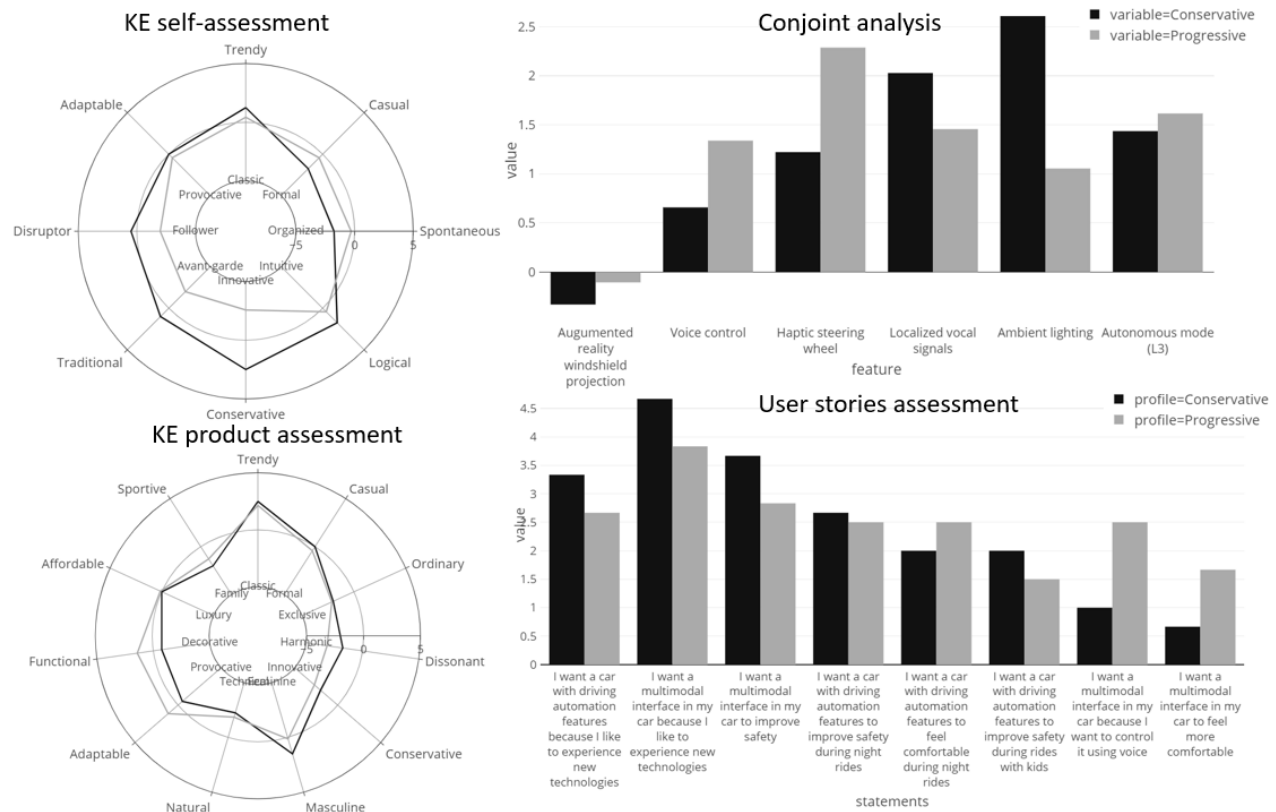 KE self-assessment
Trendy
Adaptable
Casual
Classic
Provocative
Formal
Disruptor
Follower
Organized
Spontaneous
−5
0
5
Avant-garde
Intuitive
Innovative
Traditional
Logical
Conservative
Conjoint analysis
variable=Conservative
variable=Progressive
2.5
2
1.5
1
0.5
0
value
Augumented
reality
windshield
projection
Voice control
Haptic steering
wheel
Localized vocal
signals
Ambient lighting
Autonomous mode
(L3)
feature
KE product assessment
Trendy
Sportive
Casual
Affordable
Ordinary
Classic
Family
Formal
Luxury
Exclusive
Decorative
Harmonic
−5
0
5
Functional
Dissonant
Provocative
Innovative
Technical
Feminine
Adaptable
Conservative
Natural
Masculine
User stories assessment
profile=Conservative
profile=Progressive
4.5
4
3.5
3
2.5
2
1.5
1
0.5
0
value
I want a car
with driving
automation
features
because I like
to experience
new
technologies
I want a
multimodal
interface in my
car because I
like to
experience new
technologies
I want a
multimodal
interface in my
car to improve
safety
I want a car
with driving
automation
features to
improve safety
during night
rides
I want a car
with driving
automation
features to
feel
comfortable
during night
rides
I want a car
with driving
automation
features to
improve safety
during rides
with kids
I want a
multimodal
interface in my
car because I
want to control
it using voice
I want a
multimodal
interface in my
car to feel
more
comfortable
statements